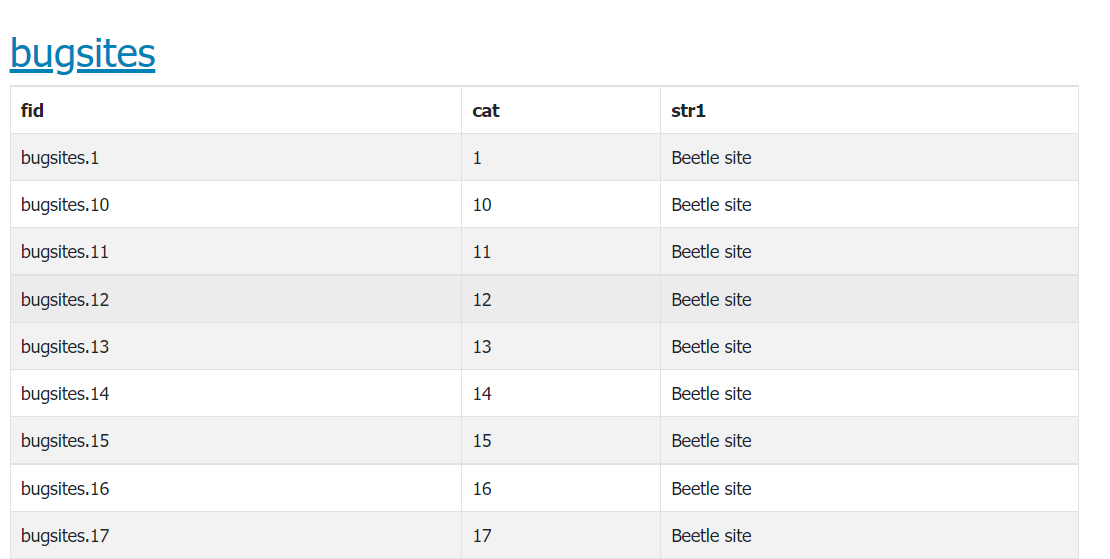 bugsites
fid cat str1
bugsites.1 1 Beetle site
bugsites.10 10 Beetle site
bugsites.11 11 Beetle site
bugsites.12 12 Beetle site
bugsites.13 13 Beetle site
bugsites.14 14 Beetle site
bugsites.15 15 Beetle site
bugsites.16 16 Beetle site
bugsites.17 17 Beetle site